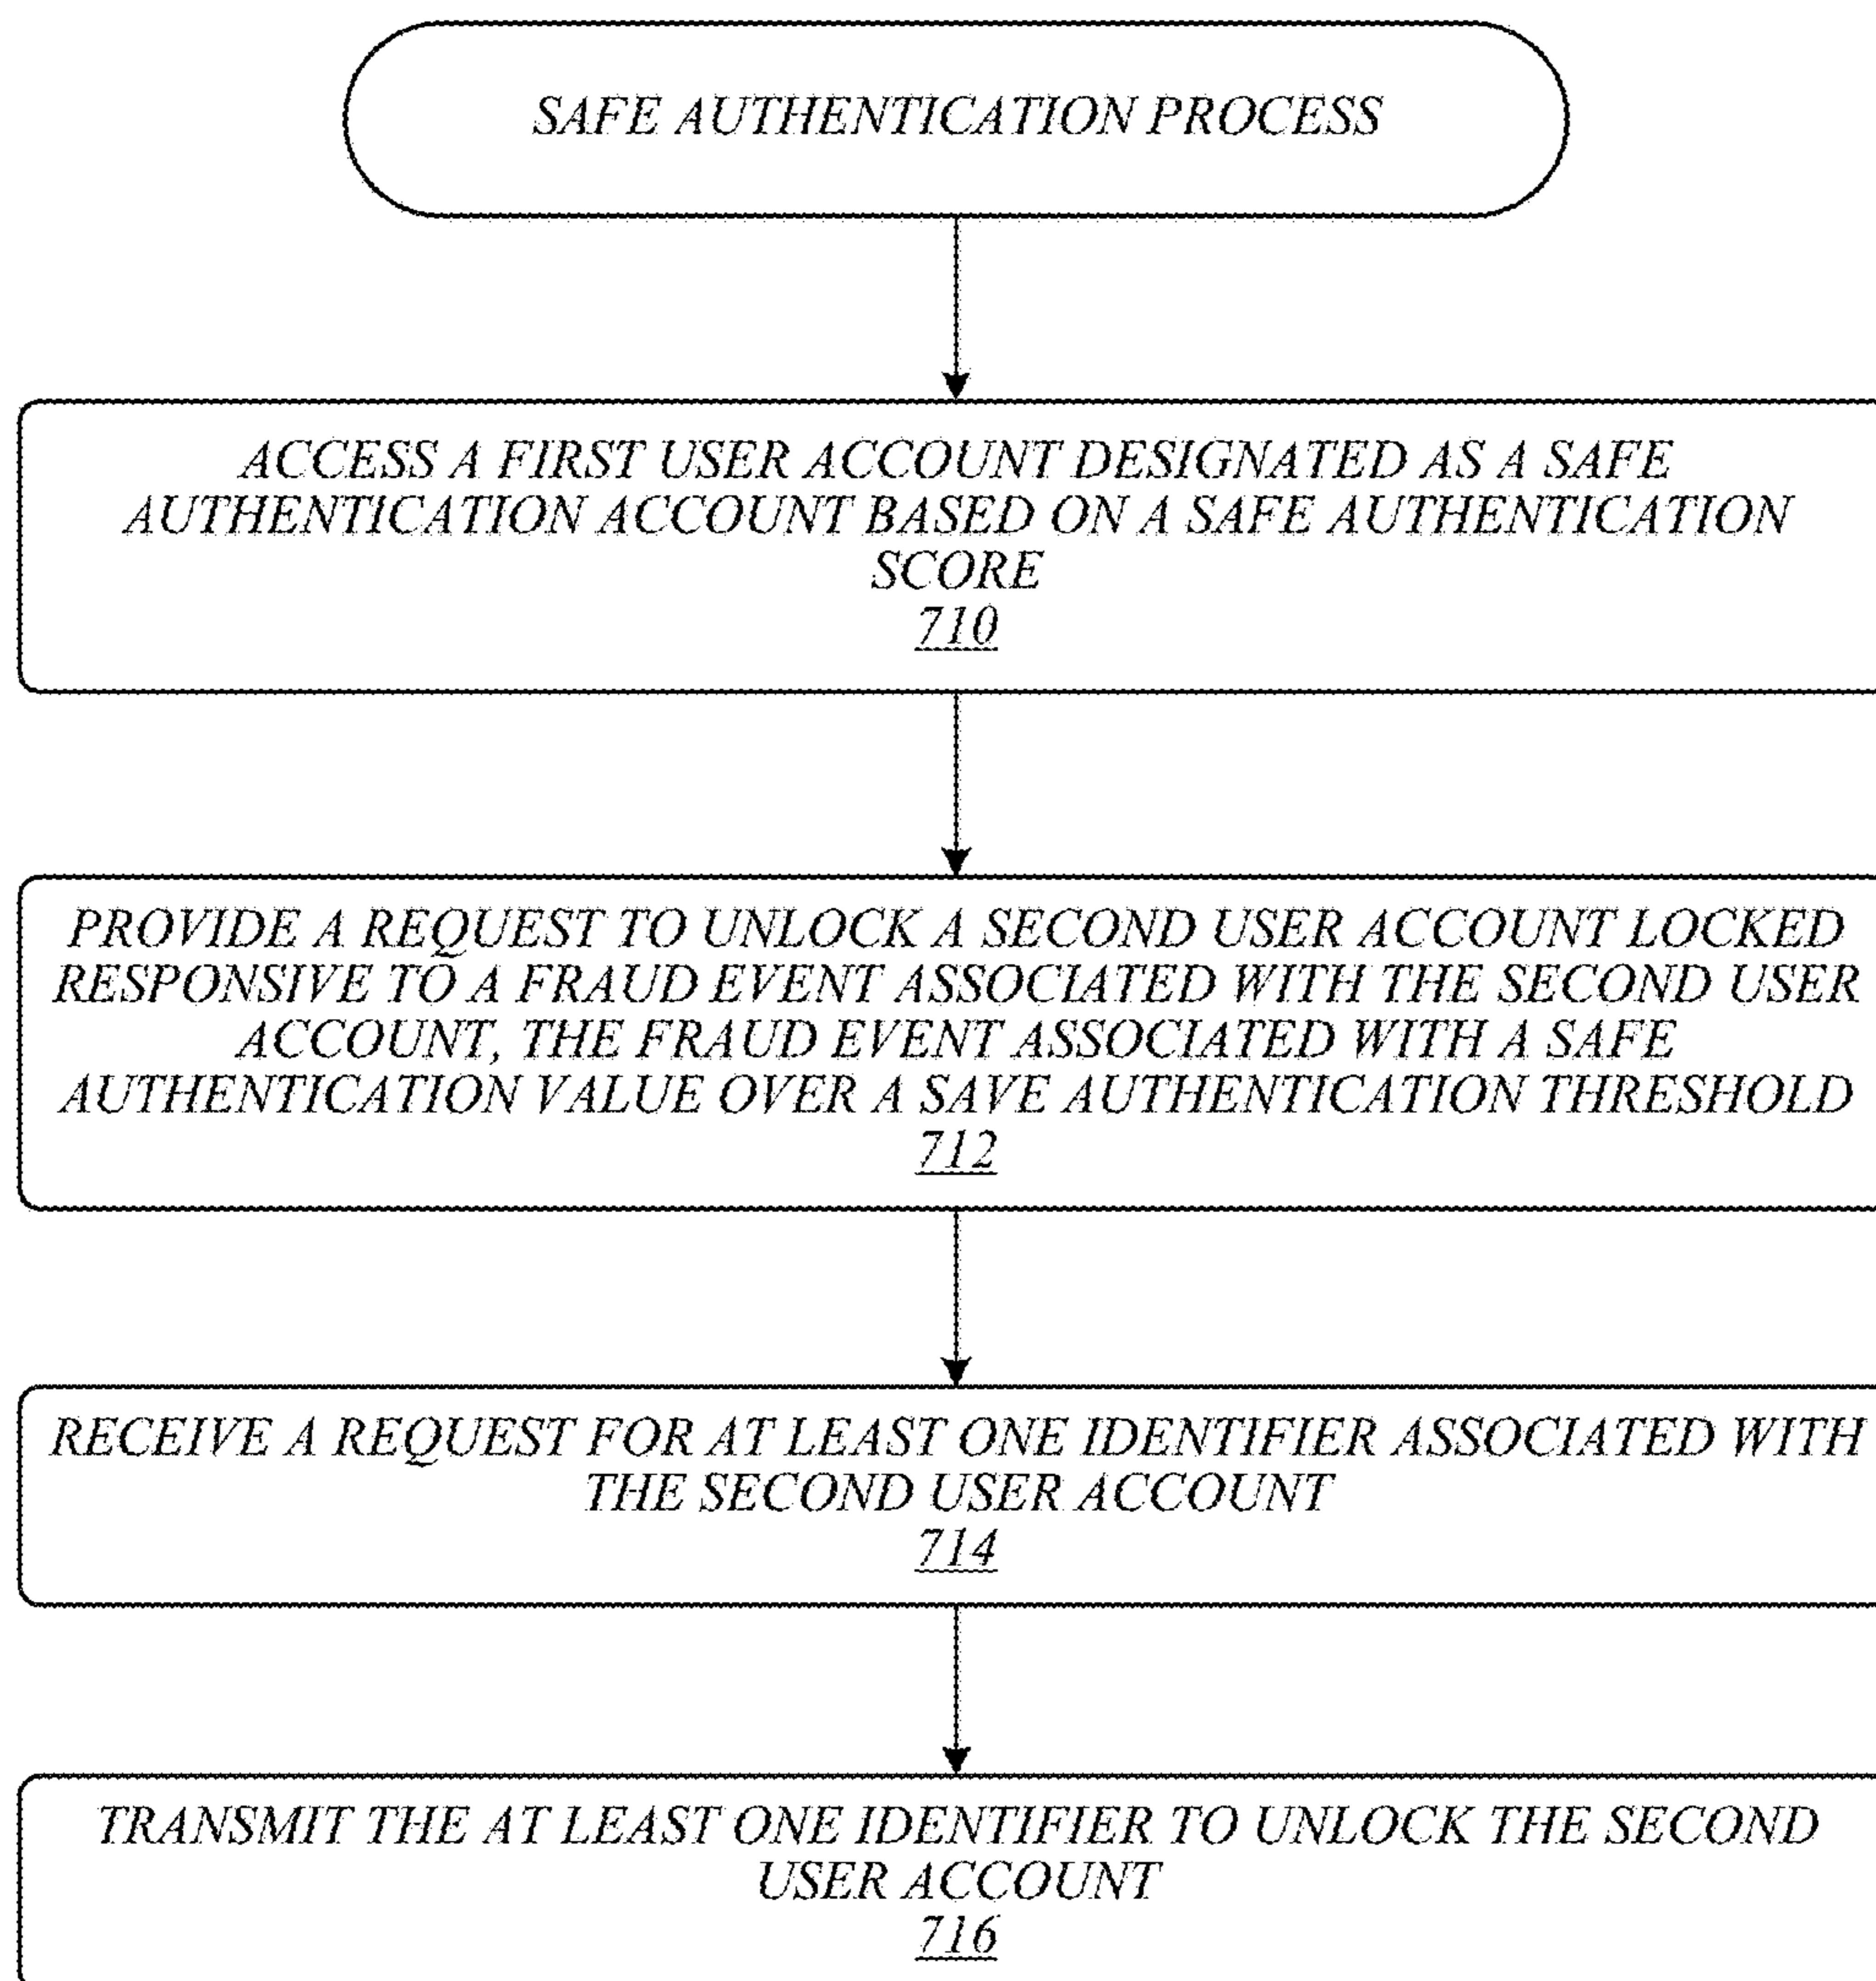 SAFE AUTHENTICATION PROCESS
ACCESS A FIRST USER ACCOUNT DESIGNATED AS A SAFE
AUTHENTICATION ACCOUNT BASED ON A SAFE AUTHENTICATION
SCORE
710
PROVIDE A REQUEST TO UNLOCK A SECOND USER ACCOUNT LOCKED
RESPONSIVE TO A FRAUD EVENT ASSOCIATED WITH THE SECOND USER
ACCOUNT, THE FRAUD EVENT ASSOCIATED WITH A SAFE
AUTHENTICATION VALUE OVER A SAVE AUTHENTICATION THRESHOLD
712
RECEIVE A REQUEST FOR AT LEAST ONE IDENTIFIER ASSOCIATED WITH
THE SECOND USER ACCOUNT
714
TRANSMIT THE AT LEAST ONE IDENTIFIER TO UNLOCK THE SECOND
USER ACCOUNT
716